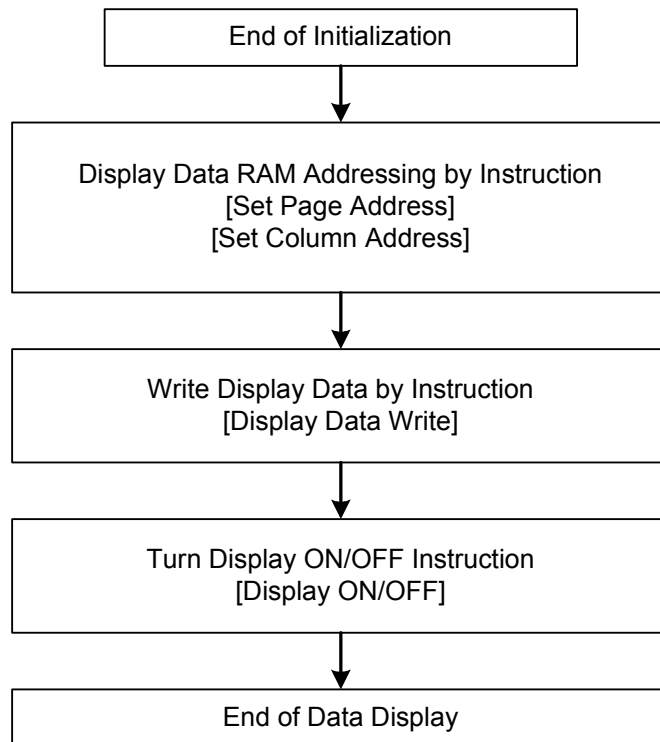 End of Initialization
Display Data RAM Addressing by Instruction
[Set Page Address]
[Set Column Address]
Write Display Data by Instruction
[Display Data Write]
Turn Display ON/OFF Instruction
[Display ON/OFF]
End of Data Display